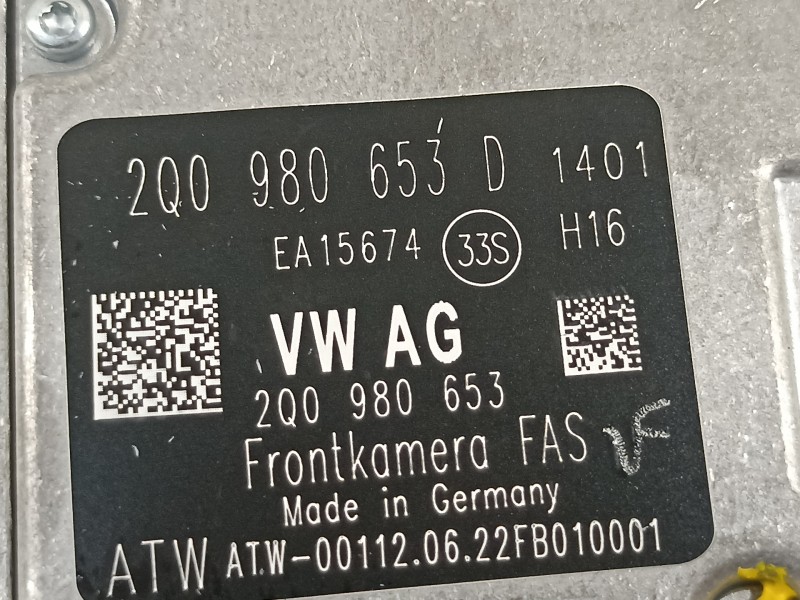 2Q0 980 653 D 1401
EA15674 33S H16
VW AG
2Q0 980 653
Frontkamera FAS
Made in Germany
ATW ATW-00112.06.22FB010001